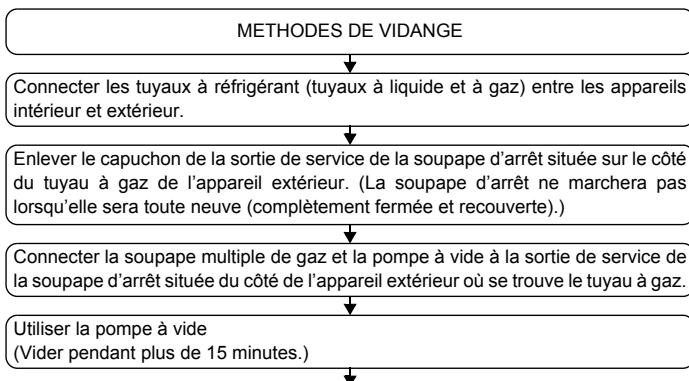 METHODES DE VIDANGE
Connecter les tuyaux à réfrigérant (tuyaux à liquide et à gaz) entre les appareils
intérieur et extérieur.
Enlever le capuchon de la sortie de service de la soupape d’arrêt située sur le côté
du tuyau à gaz de l’appareil extérieur. (La soupape d’arrêt ne marchera pas
lorsqu’elle sera toute neuve (complètement fermée et recouverte).)
Connecter la soupape multiple de gaz et la pompe à vide à la sortie de service de
la soupape d’arrêt située du côté de l’appareil extérieur où se trouve le tuyau à gaz.
Utiliser la pompe à vide
(Vider pendant plus de 15 minutes.)